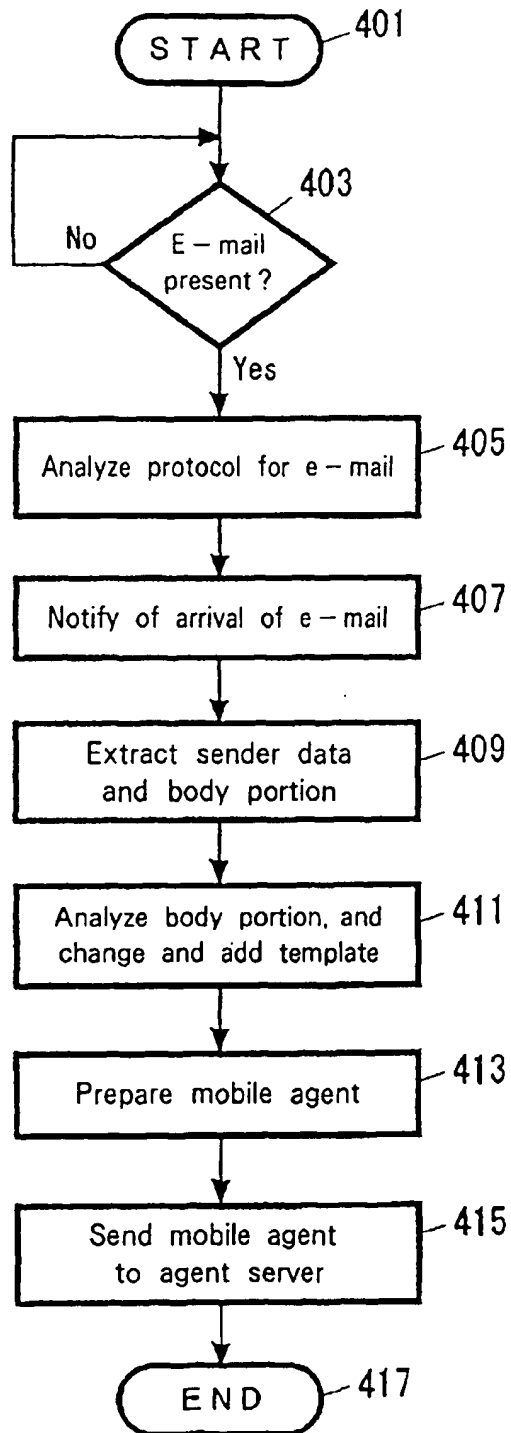 START
401
403
No
E-mail
present?
Yes
Analyze protocol for e-mail
405
Notify of arrival of e-mail
407
Extract sender data
and body portion
409
Analyze body portion, and
change and add template
411
Prepare mobile agent
413
Send mobile agent
to agent server
415
END
417